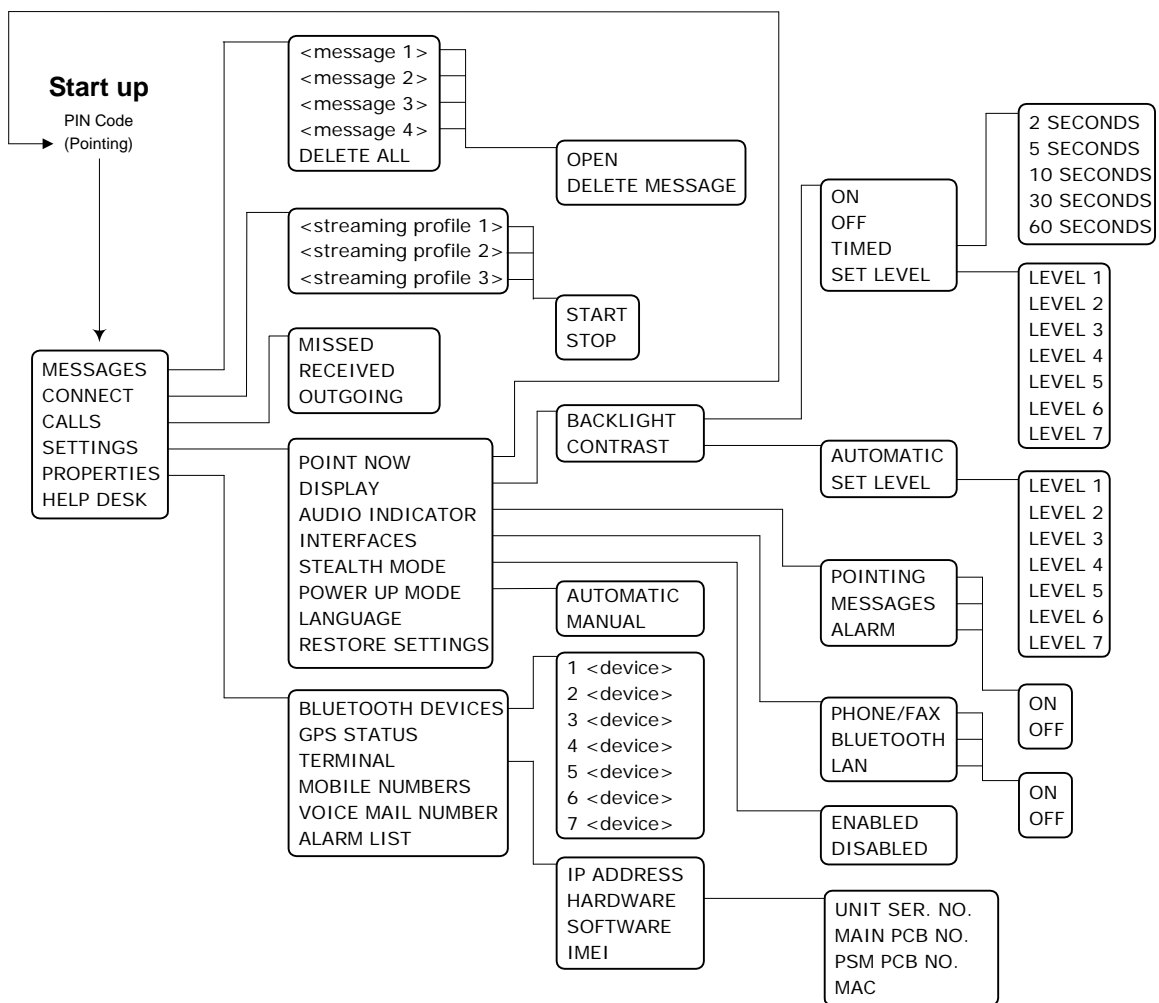 Start up
PIN Code
(Pointing)
MESSAGES
CONNECT
CALLS
SETTINGS
PROPERTIES
HELP DESK
<message 1>
<message 2>
<message 3>
<message 4>
DELETE ALL
OPEN
DELETE MESSAGE
<streaming profile 1>
<streaming profile 2>
<streaming profile 3>
START
STOP
MISSED
RECEIVED
OUTGOING
POINT NOW
DISPLAY
AUDIO INDICATOR
INTERFACES
STEALTH MODE
POWER UP MODE
LANGUAGE
RESTORE SETTINGS
BACKLIGHT
CONTRAST
ON
OFF
TIMED
SET LEVEL
2 SECONDS
5 SECONDS
10 SECONDS
30 SECONDS
60 SECONDS
LEVEL 1
LEVEL 2
LEVEL 3
LEVEL 4
LEVEL 5
LEVEL 6
LEVEL 7
AUTOMATIC
SET LEVEL
LEVEL 1
LEVEL 2
LEVEL 3
LEVEL 4
LEVEL 5
LEVEL 6
LEVEL 7
POINTING
MESSAGES
ALARM
ON
OFF
PHONE/FAX
BLUETOOTH
LAN
ON
OFF
ENABLED
DISABLED
AUTOMATIC
MANUAL
BLUETOOTH DEVICES
GPS STATUS
TERMINAL
MOBILE NUMBERS
VOICE MAIL NUMBER
ALARM LIST
1 <device>
2 <device>
3 <device>
4 <device>
5 <device>
6 <device>
7 <device>
IP ADDRESS
HARDWARE
SOFTWARE
IMEI
UNIT SER. NO.
MAIN PCB NO.
PSM PCB NO.
MAC